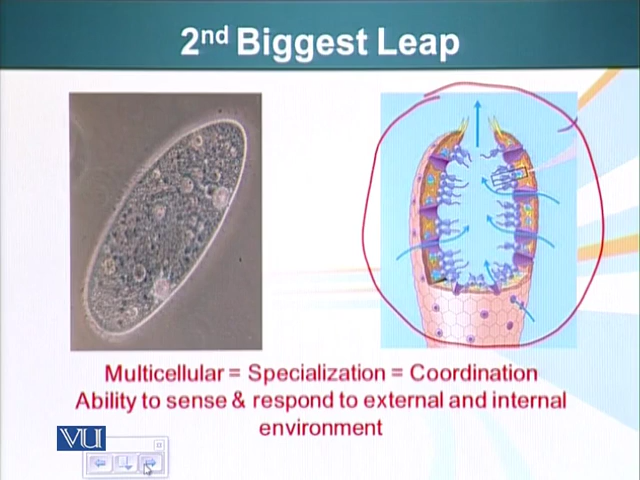 2nd Biggest Leap
Multicellular = Specialization = Coordination
Ability to sense & respond to external and internal
environment
VU